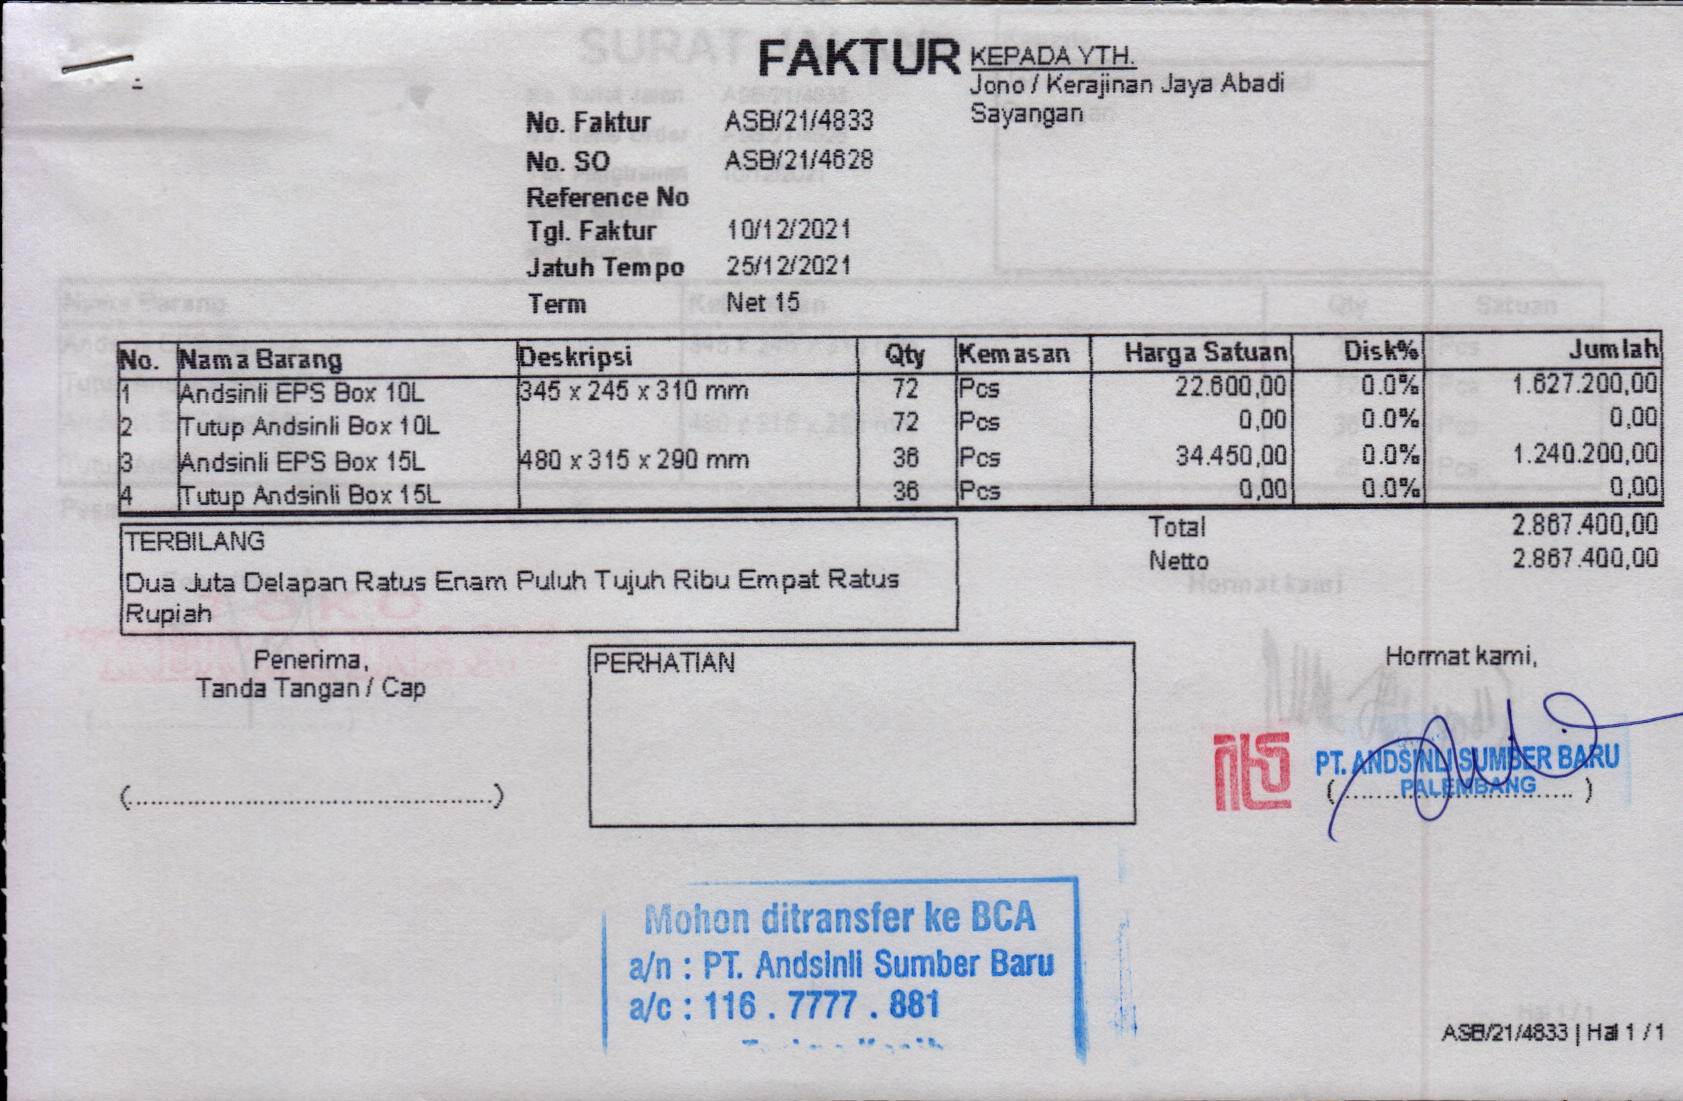 FAKTUR
KEPADA YTH.
Jono / Kerajinan Jaya Abadi
Sayangan
No. Faktur ASB/21/4833
No. SO ASB/21/4628
Reference No
Tgl. Faktur 10/12/2021
Jatuh Tempo 25/12/2021
Term Net 15
No. Nama Barang Deskripsi Qty Kemasan Harga Satuan Disk% Jumlah
1 Andsinli EPS Box 10L 345 x 245 x 310 mm 72 Pcs 22.600,00 0.0% 1.627.200,00
2 Tutup Andsinli Box 10L 72 Pcs 0,00 0.0% 0,00
3 Andsinli EPS Box 15L 480 x 315 x 290 mm 36 Pcs 34.450,00 0.0% 1.240.200,00
4 Tutup Andsinli Box 15L 36 Pcs 0,00 0.0% 0,00
Total 2.867.400,00
Netto 2.867.400,00
TERBILANG
Dua Juta Delapan Ratus Enam Puluh Tujuh Ribu Empat Ratus
Rupiah
Penerima,
Tanda Tangan / Cap
(................................................)
PERHATIAN
Hormat kami,
PT. ANDSINLI SUMBER BARU
PALEMBANG
Mohon ditransfer ke BCA
a/n : PT. Andsinli Sumber Baru
a/c : 116 . 7777 . 881
ASB/21/4833 | Hal 1 / 1